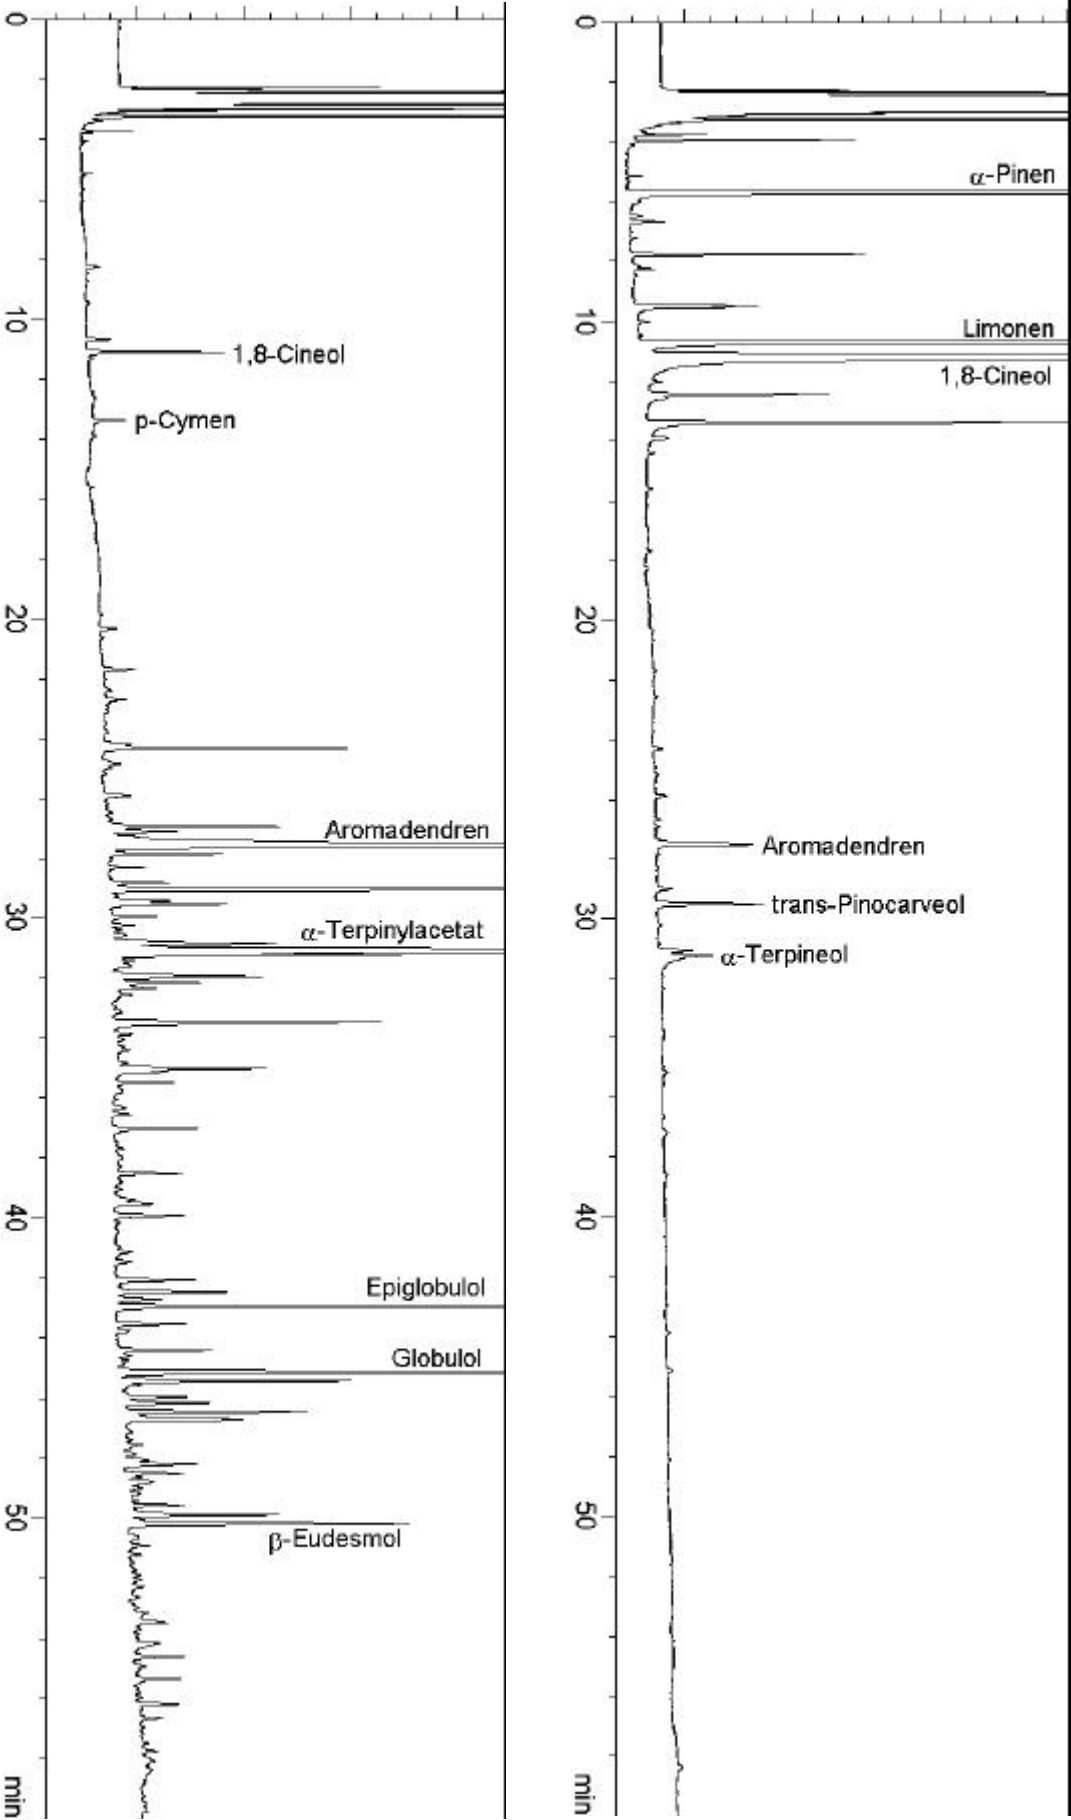 0
10
20
30
40
50
min
1,8-Cineol
p-Cymen
Aromadendren
α-Terpinylacetat
Epiglobulol
Globulol
β-Eudesmol
0
10
20
30
40
50
min
α-Pinen
Limonen
1,8-Cineol
Aromadendren
trans-Pinocarveol
α-Terpineol